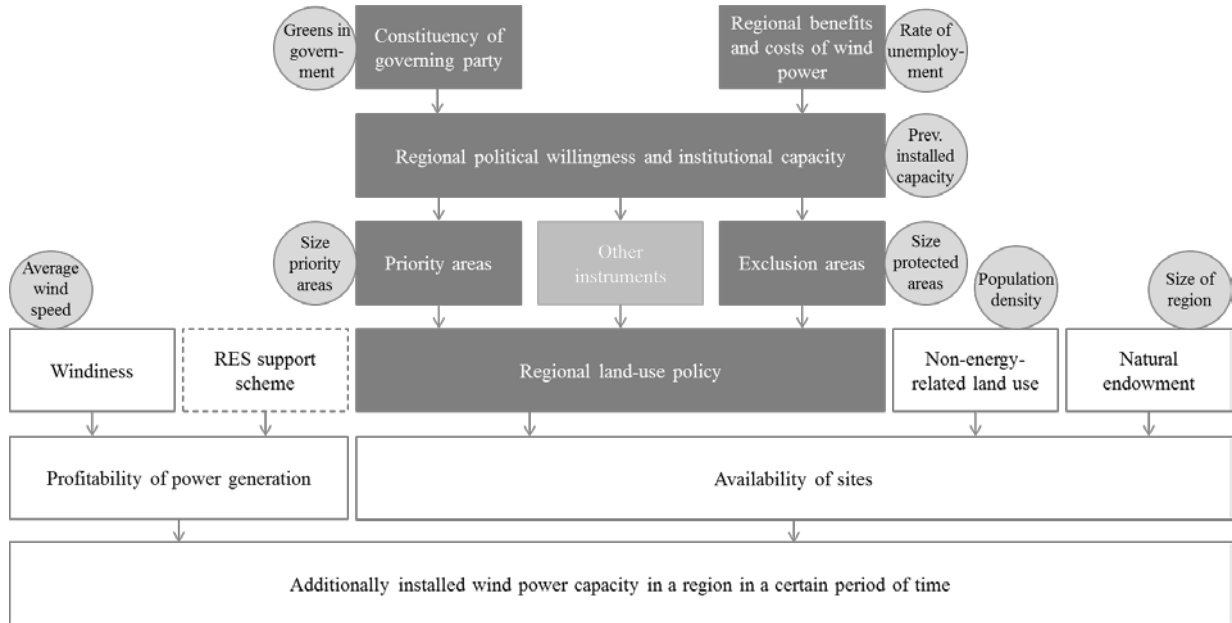 Greens in
govern-
ment
Constituency of
governing party
Regional benefits
and costs of wind
power
Rate of
unemploy-
ment
Regional political willingness and institutional capacity
Prev.
installed
capacity
Size
priority
areas
Priority areas
Other
instruments
Exclusion areas
Size
protected
areas
Average
wind
speed
Population
density
Size of
region
Windiness
RES support
scheme
Regional land-use policy
Non-energy-
related land use
Natural
endowment
Profitability of power generation
Availability of sites
Additionally installed wind power capacity in a region in a certain period of time